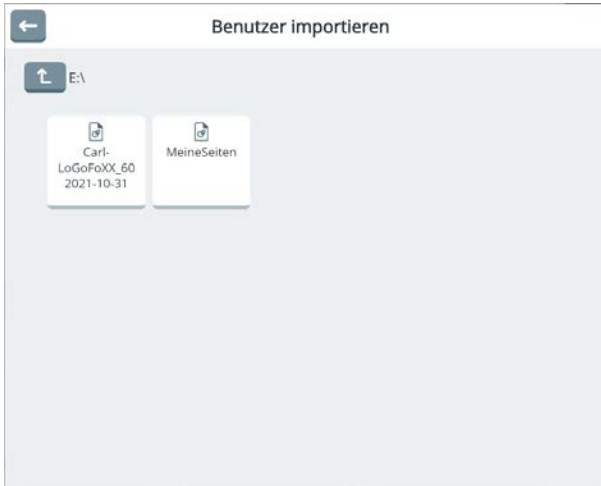 Benutzer importieren
E:\
Carl-
LoGoFoXX_60
2021-10-31
MeineSeiten